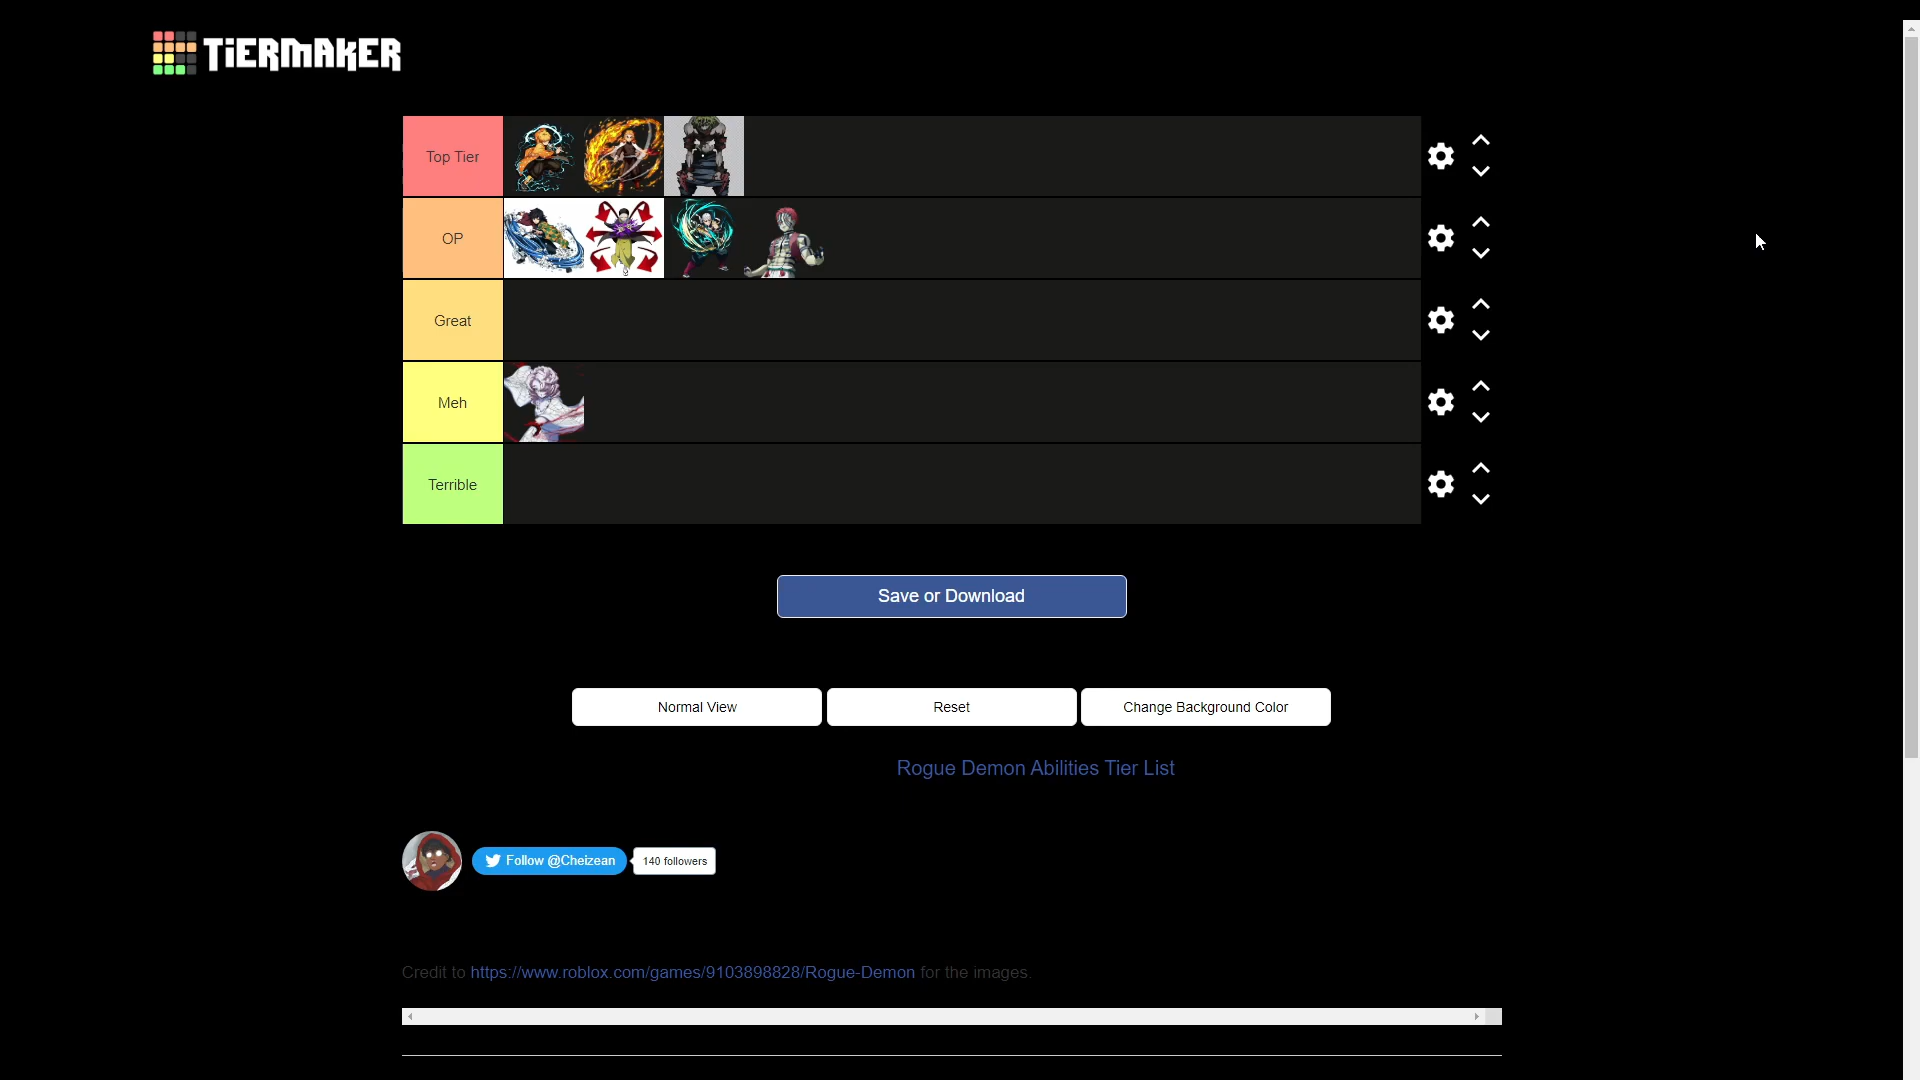 TIERMAKER
Top Tier
OP
Great
Meh
Terrible
Save or Download
Normal View
Reset
Change Background Color
Rogue Demon Abilities Tier List
Follow @Cheizean
140 followers
Credit to https://www.roblox.com/games/9103898828/Rogue-Demon for the images.